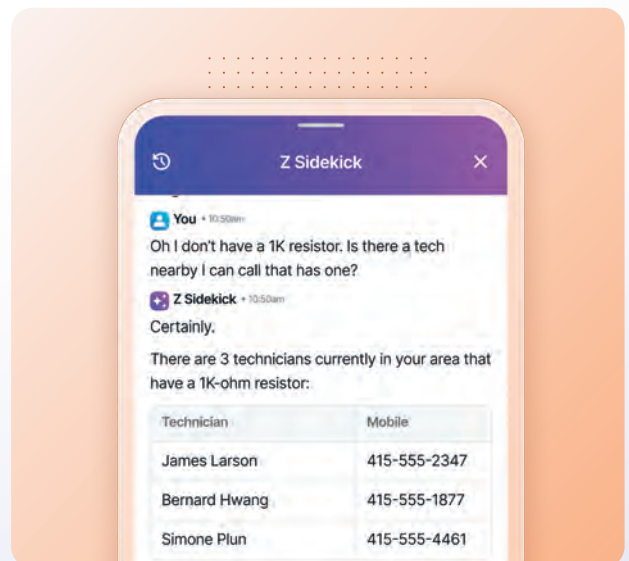 Z Sidekick
You • 10:50am
Oh I don't have a 1K resistor. Is there a tech
nearby I can call that has one?
Z Sidekick • 10:50am
Certainly.
There are 3 technicians currently in your area that
have a 1K-ohm resistor:
Technician Mobile
James Larson 415-555-2347
Bernard Hwang 415-555-1877
Simone Plun 415-555-4461